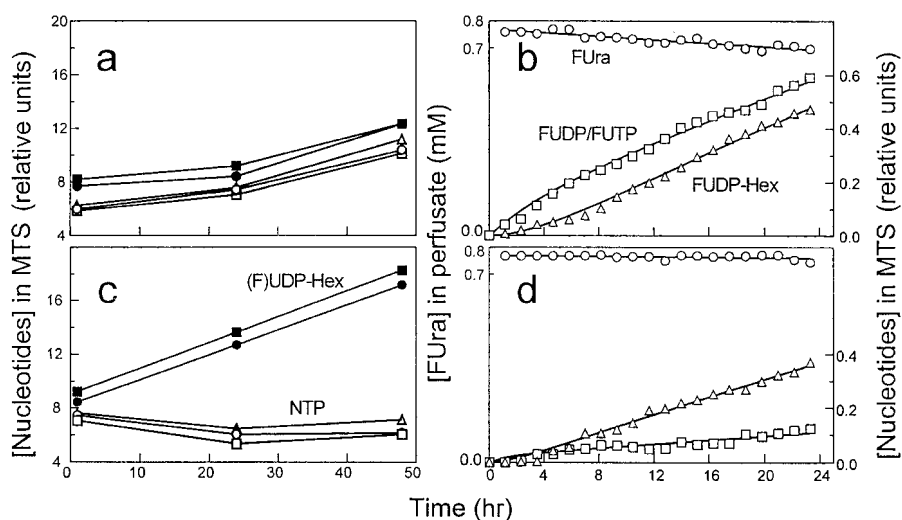 [Nucleotides] in MTS (relative units)
20
16
12
8
4
a
[FUra] in perfusate (mM)
0.8
0.7
0.0
b
FUra
FUDP/FUTP
FUDP-Hex
0.6
0.4
0.2
0.0
[Nucleotides] in MTS (relative units)
16
12
8
4
c
(F)UDP-Hex
NTP
0 10 20 30 40 50
0.8
0.7
0.0
d
0.4
0.2
0.0
0 4 8 12 16 20 24
Time (hr)